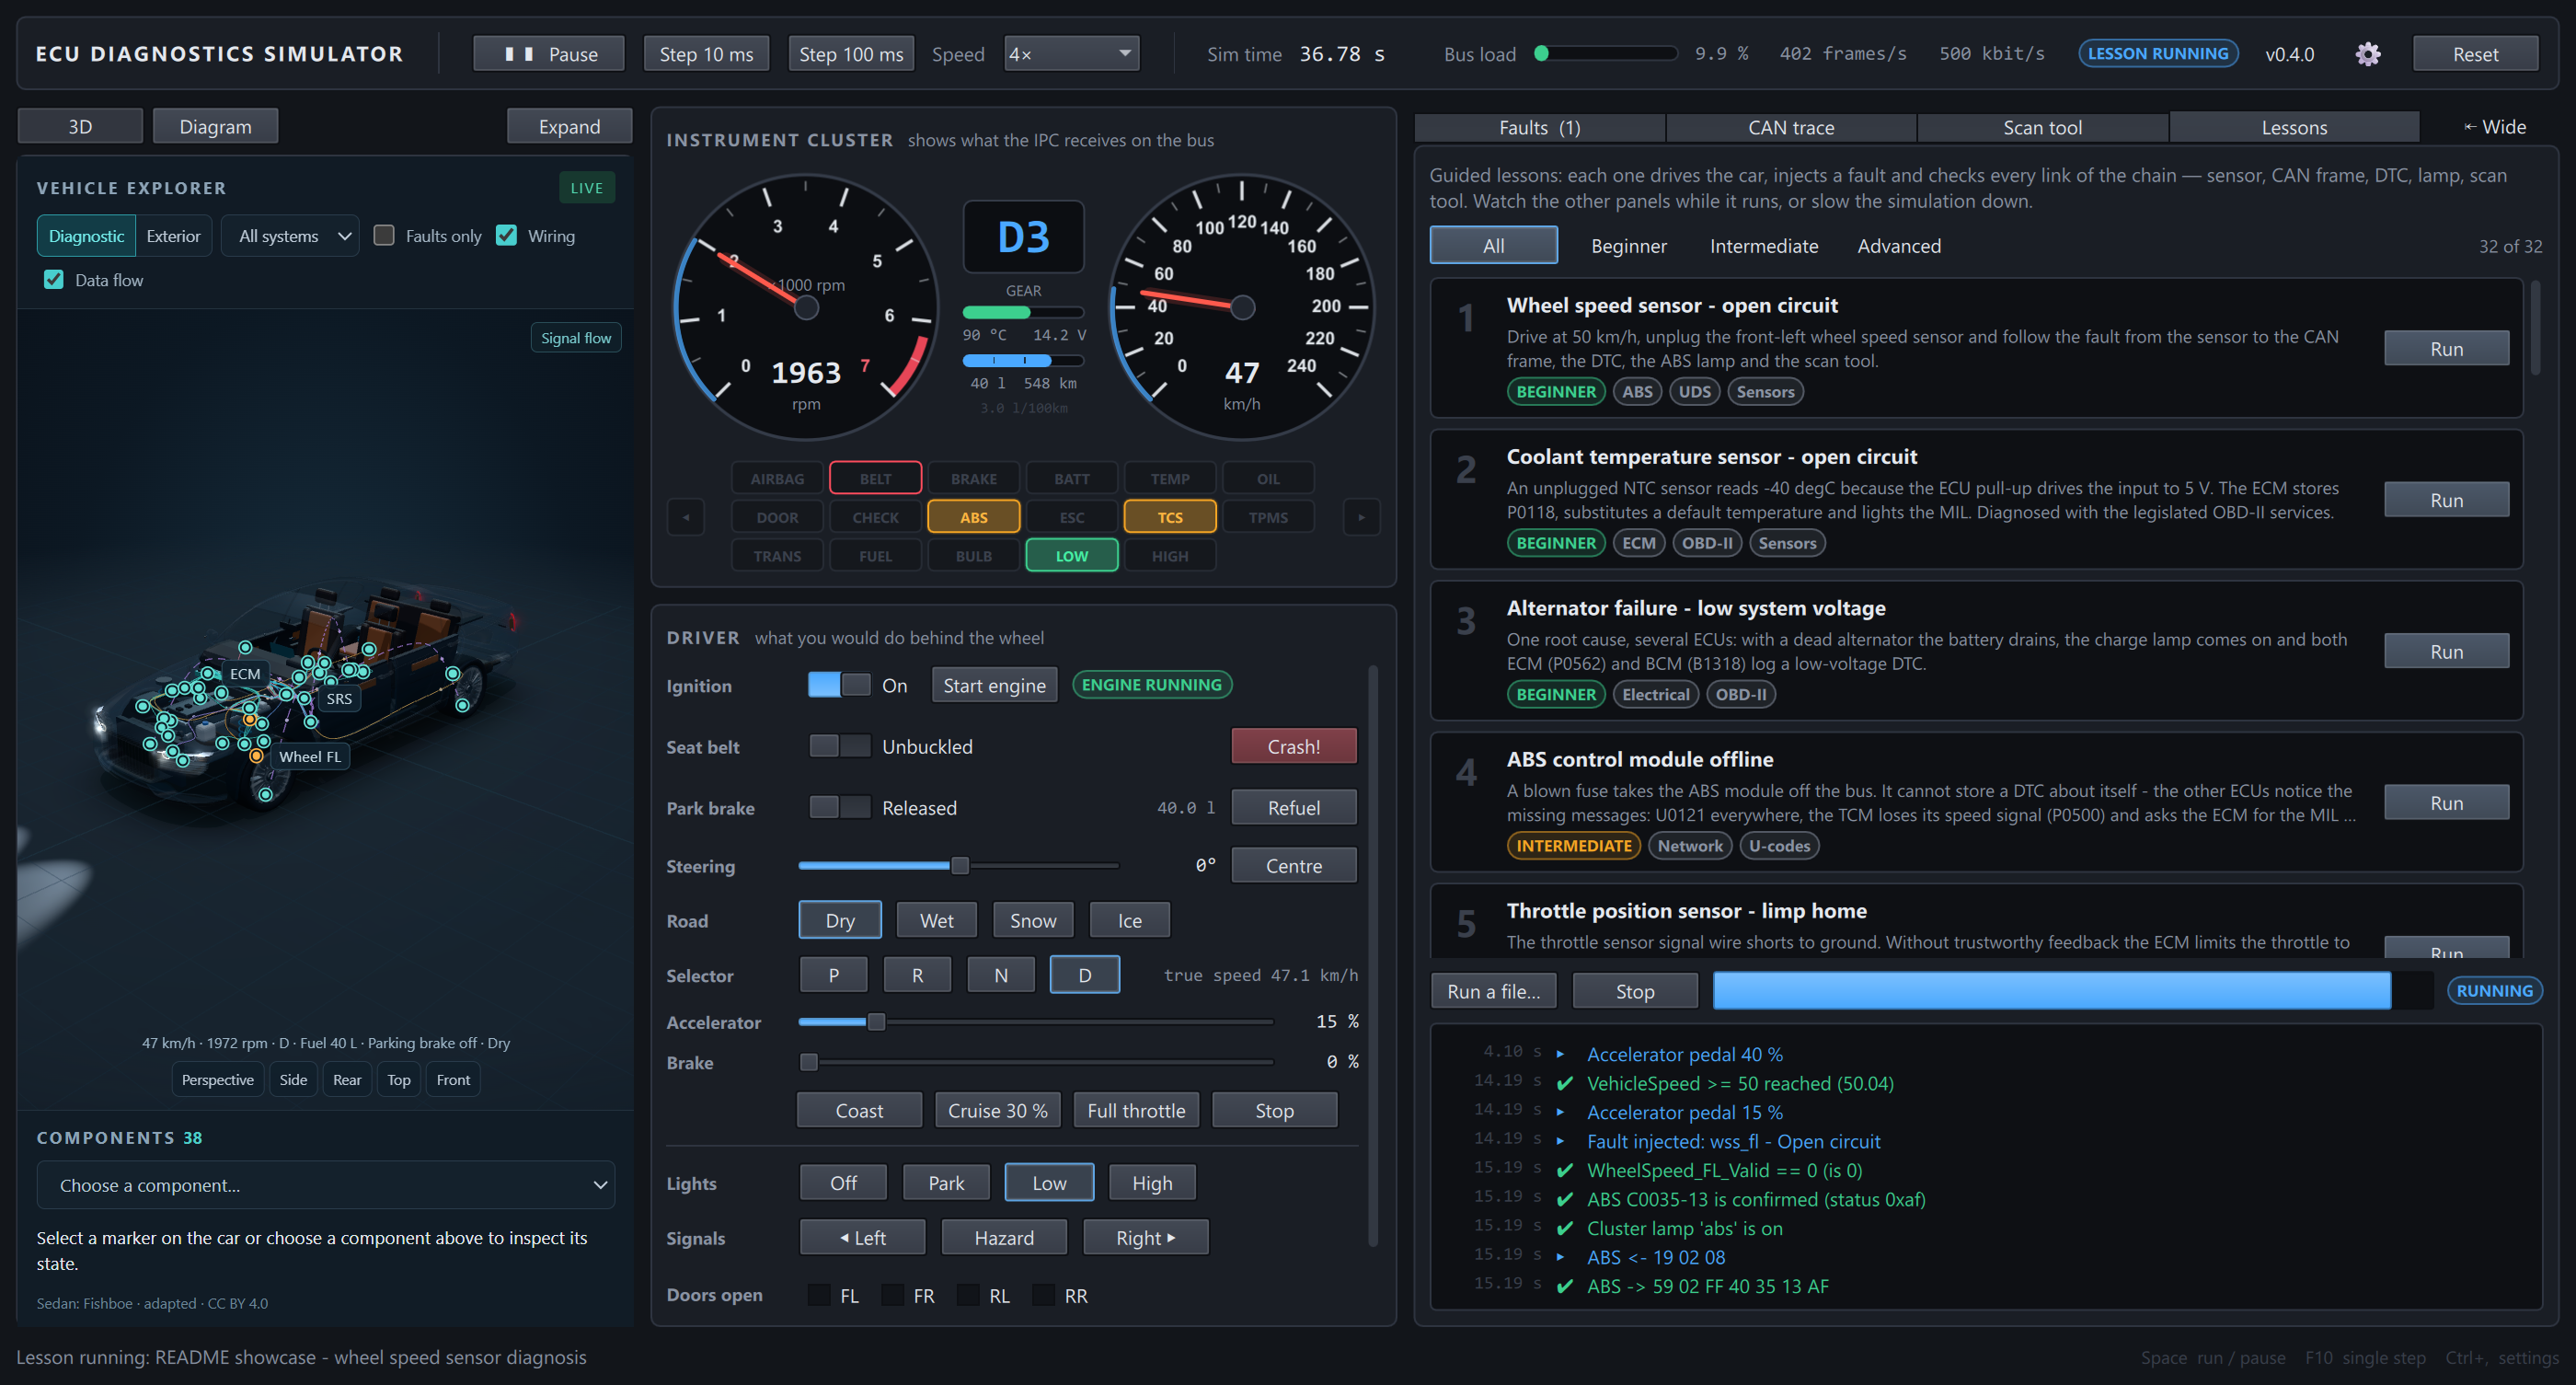 ECU DIAGNOSTICS SIMULATOR
Pause
Step 10 ms
Step 100 ms
Speed
4×
Sim time 36.78 s
Bus load
9.9 %
402 frames/s
500 kbit/s
LESSON RUNNING
v0.4.0
Reset
3D
Diagram
Expand
VEHICLE EXPLORER
LIVE
Diagnostic
Exterior
All systems
Faults only
Wiring
Data flow
Signal flow
ECM
SRS
Wheel FL
47 km/h · 1972 rpm · D · Fuel 40 L · Parking brake off · Dry
Perspective
Side
Rear
Top
Front
COMPONENTS 38
Choose a component...
Select a marker on the car or choose a component above to inspect its
state.
Sedan: Fishboe · adapted · CC BY 4.0
INSTRUMENT CLUSTER shows what the IPC receives on the bus
0
1
2
3
4
5
6
7
1000 rpm
1963
rpm
D3
GEAR
90 °C 14.2 V
40 l 548 km
3.0 l/100km
0
20
40
60
80
100
120
140
160
180
200
220
240
47
km/h
AIRBAG
BELT
BRAKE
BATT
TEMP
OIL
DOOR
CHECK
ABS
ESC
TCS
TPMS
TRANS
FUEL
BULB
LOW
HIGH
DRIVER what you would do behind the wheel
Ignition
On
Start engine
ENGINE RUNNING
Seat belt
Unbuckled
Crash!
Park brake
Released
40.0 l
Refuel
Steering
0°
Centre
Road
Dry
Wet
Snow
Ice
Selector
P
R
N
D
true speed 47.1 km/h
Accelerator
15 %
Brake
0 %
Coast
Cruise 30 %
Full throttle
Stop
Lights
Off
Park
Low
High
Signals
Left
Hazard
Right
Doors open
FL
FR
RL
RR
Faults (1)
CAN trace
Scan tool
Lessons
⇤ Wide
Guided lessons: each one drives the car, injects a fault and checks every link of the chain — sensor, CAN frame, DTC, lamp, scan
tool. Watch the other panels while it runs, or slow the simulation down.
All
Beginner
Intermediate
Advanced
32 of 32
1
Wheel speed sensor - open circuit
Drive at 50 km/h, unplug the front-left wheel speed sensor and follow the fault from the sensor to the CAN
frame, the DTC, the ABS lamp and the scan tool.
BEGINNER
ABS
UDS
Sensors
Run
2
Coolant temperature sensor - open circuit
An unplugged NTC sensor reads -40 degC because the ECU pull-up drives the input to 5 V. The ECM stores
P0118, substitutes a default temperature and lights the MIL. Diagnosed with the legislated OBD-II services.
BEGINNER
ECM
OBD-II
Sensors
Run
3
Alternator failure - low system voltage
One root cause, several ECUs: with a dead alternator the battery drains, the charge lamp comes on and both
ECM (P0562) and BCM (B1318) log a low-voltage DTC.
BEGINNER
Electrical
OBD-II
Run
4
ABS control module offline
A blown fuse takes the ABS module off the bus. It cannot store a DTC about itself - the other ECUs notice the
missing messages: U0121 everywhere, the TCM loses its speed signal (P0500) and asks the ECM for the MIL ...
INTERMEDIATE
Network
U-codes
Run
5
Throttle position sensor - limp home
The throttle sensor signal wire shorts to ground. Without trustworthy feedback the ECM limits the throttle to
Run
Run a file...
Stop
RUNNING
4.10 s Accelerator pedal 40 %
14.19 s ✔ VehicleSpeed >= 50 reached (50.04)
14.19 s Accelerator pedal 15 %
14.19 s Fault injected: wss_fl - Open circuit
15.19 s ✔ WheelSpeed_FL_Valid == 0 (is 0)
15.19 s ✔ ABS C0035-13 is confirmed (status 0xaf)
15.19 s ✔ Cluster lamp 'abs' is on
15.19 s ABS <- 19 02 08
15.19 s ✔ ABS -> 59 02 FF 40 35 13 AF
Lesson running: README showcase - wheel speed sensor diagnosis
Space run / pause F10 single step Ctrl+, settings